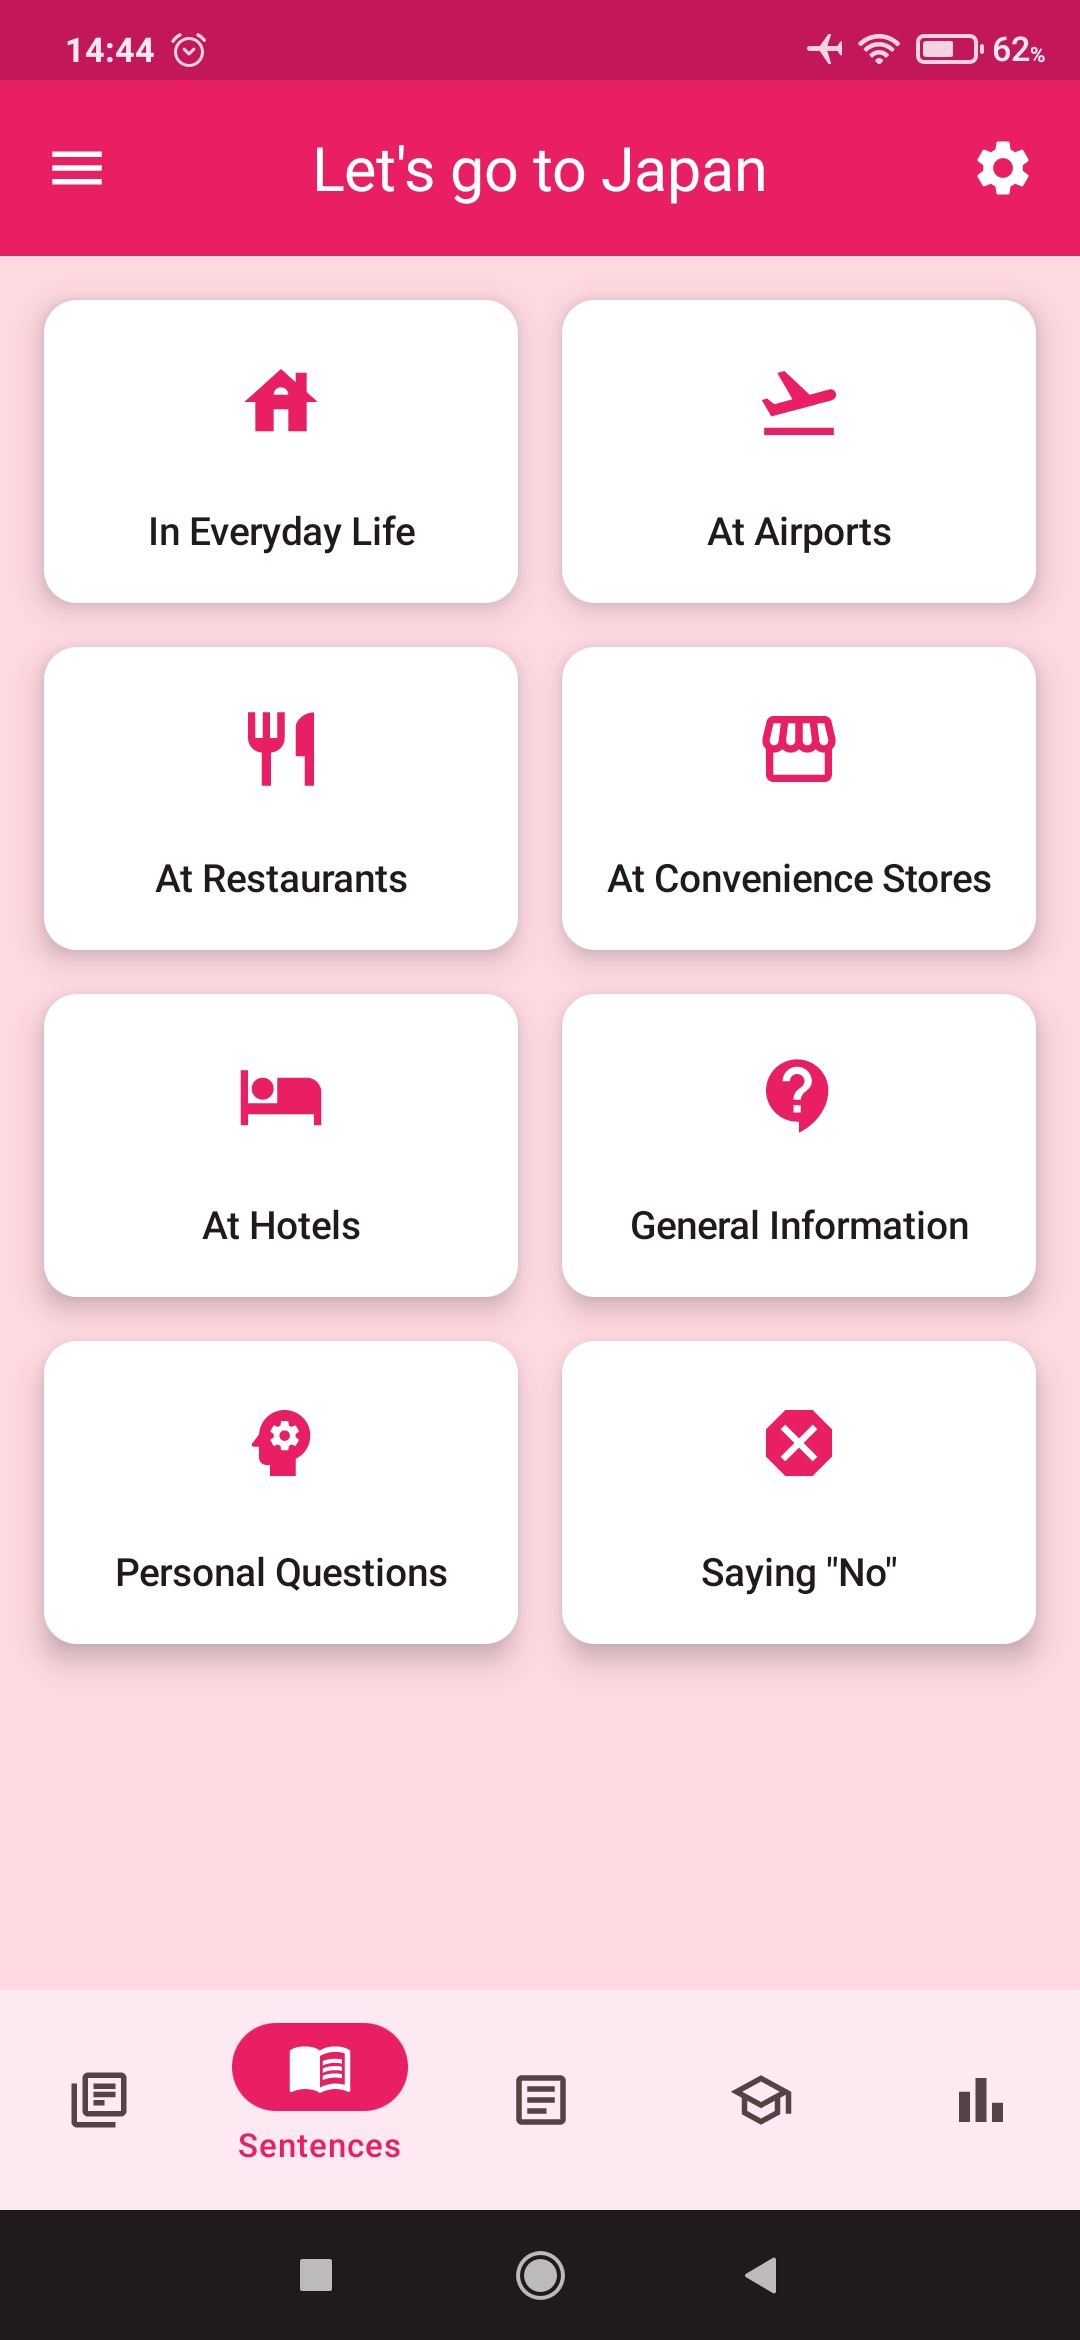 14:44 62%
Let's go to Japan
In Everyday Life
At Airports
At Restaurants
At Convenience Stores
At Hotels
General Information
Personal Questions
Saying "No"
Sentences